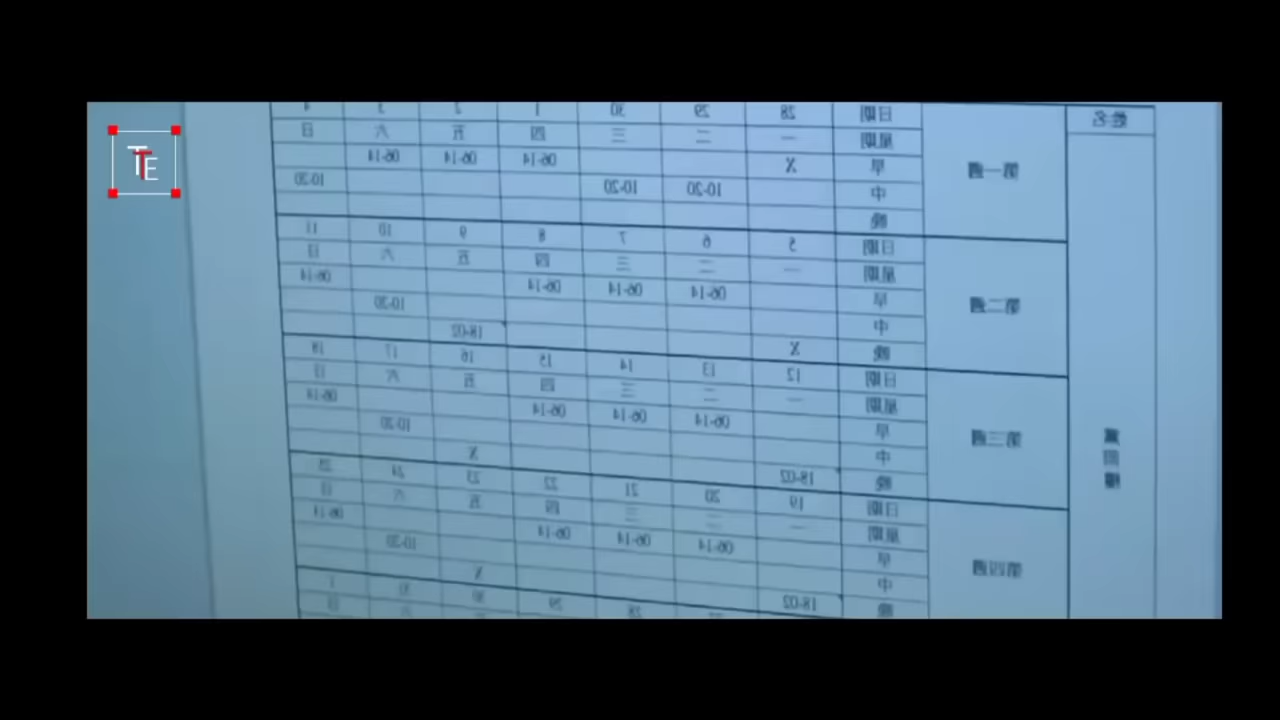 TTE
姓名
第一週
日期 28 29 30 1 2 3 4
星期 一 二 三 四 五 六 日
早 X 06-14 06-14 06-14
中 10-20 10-20 10-20
晚
第二週
日期 5 6 7 8 9 10 11
星期 一 二 三 四 五 六 日
早 06-14 06-14 06-14 06-14
中 10-20
晚 X 18-02
第三週
日期 12 13 14 15 16 17 18
星期 一 二 三 四 五 六 日
早 06-14 06-14 06-14 06-14
中 10-20
晚 18-02 X
第四週
日期 19 20 21 22 23 24 25
星期 一 二 三 四 五 六 日
早 06-14 06-14 06-14 06-14
中 10-20
晚 18-02 X
28 29 30